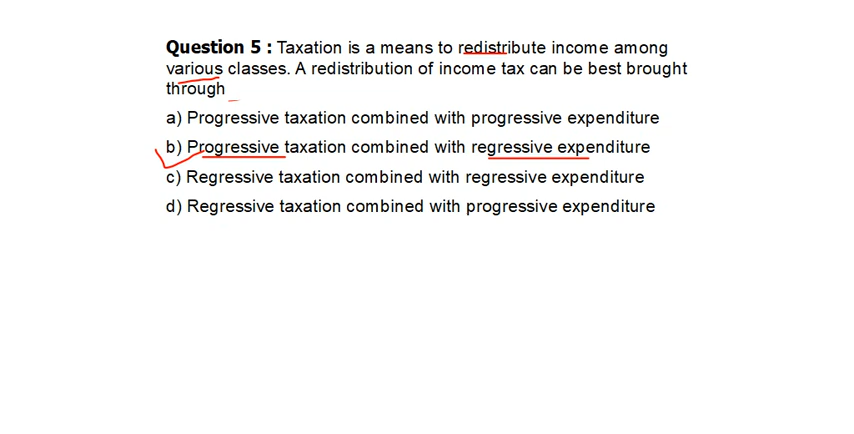 Question 5 : Taxation is a means to redistribute income among
various classes. A redistribution of income tax can be best brought
through
a) Progressive taxation combined with progressive expenditure
b) Progressive taxation combined with regressive expenditure
c) Regressive taxation combined with regressive expenditure
d) Regressive taxation combined with progressive expenditure